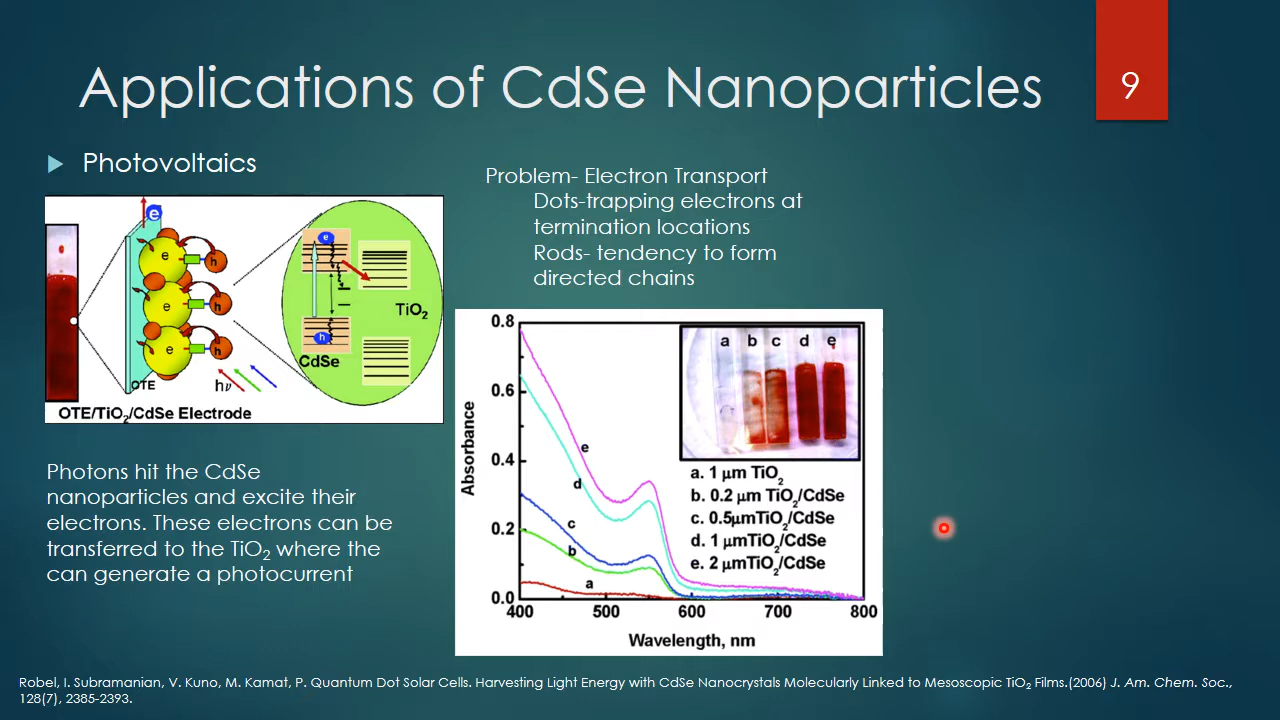 Applications of CdSe Nanoparticles
9
Photovoltaics
e
e
h
e
h
e
h
OTE
hν
e
h
CdSe
TiO₂
OTE/TiO₂/CdSe Electrode
Photons hit the CdSe
nanoparticles and excite their
electrons. These electrons can be
transferred to the TiO₂ where the
can generate a photocurrent
Problem- Electron Transport
Dots-trapping electrons at
termination locations
Rods- tendency to form
directed chains
0.8
0.6
0.4
0.2
0.0
Absorbance
400 500 600 700 800
Wavelength, nm
e
d
c
b
a
a b c d e
a. 1 μm TiO₂
b. 0.2 μm TiO₂/CdSe
c. 0.5μmTiO₂/CdSe
d. 1 μmTiO₂/CdSe
e. 2 μmTiO₂/CdSe
Robel, I. Subramanian, V. Kuno, M. Kamat, P. Quantum Dot Solar Cells. Harvesting Light Energy with CdSe Nanocrystals Molecularly Linked to Mesoscopic TiO₂ Films.(2006) J. Am. Chem. Soc.,
128(7), 2385-2393.